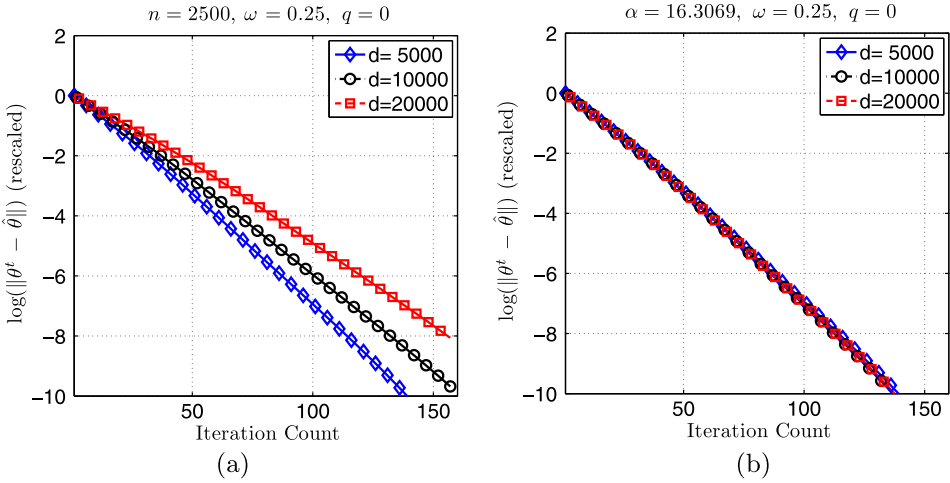 n = 2500, ω = 0.25, q = 0
2
0
−2
−4
−6
−8
−10
50
100
150
log(‖θ^t − θ̂‖) (rescaled)
Iteration Count
d= 5000
d=10000
d=20000
(a)
α = 16.3069, ω = 0.25, q = 0
2
0
−2
−4
−6
−8
−10
50
100
150
log(‖θ^t − θ̂‖) (rescaled)
Iteration Count
d= 5000
d=10000
d=20000
(b)